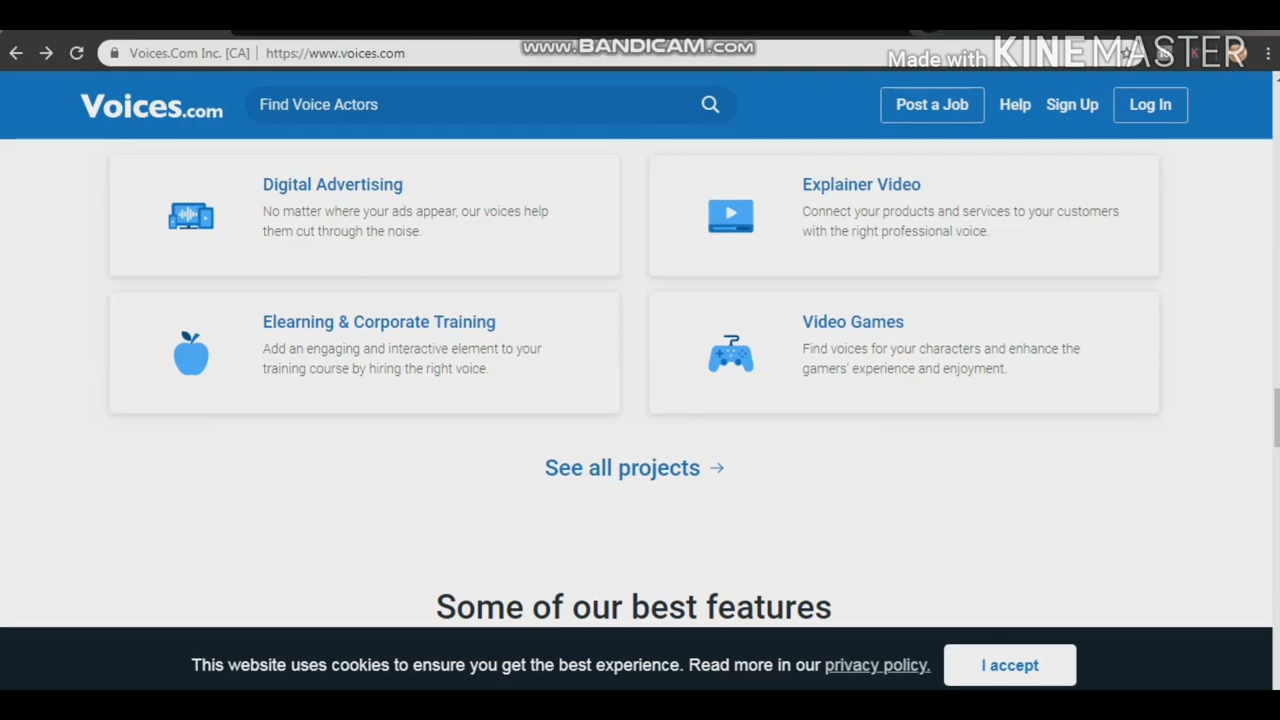 www.BANDICAM.com
Made with KINEMASTER
Voices.Com Inc. [CA] | https://www.voices.com
Voices.com
Find Voice Actors
Post a Job
Help
Sign Up
Log In
Digital Advertising
No matter where your ads appear, our voices help
them cut through the noise.
Explainer Video
Connect your products and services to your customers
with the right professional voice.
Elearning & Corporate Training
Add an engaging and interactive element to your
training course by hiring the right voice.
Video Games
Find voices for your characters and enhance the
gamers' experience and enjoyment.
See all projects →
Some of our best features
This website uses cookies to ensure you get the best experience. Read more in our privacy policy.
I accept